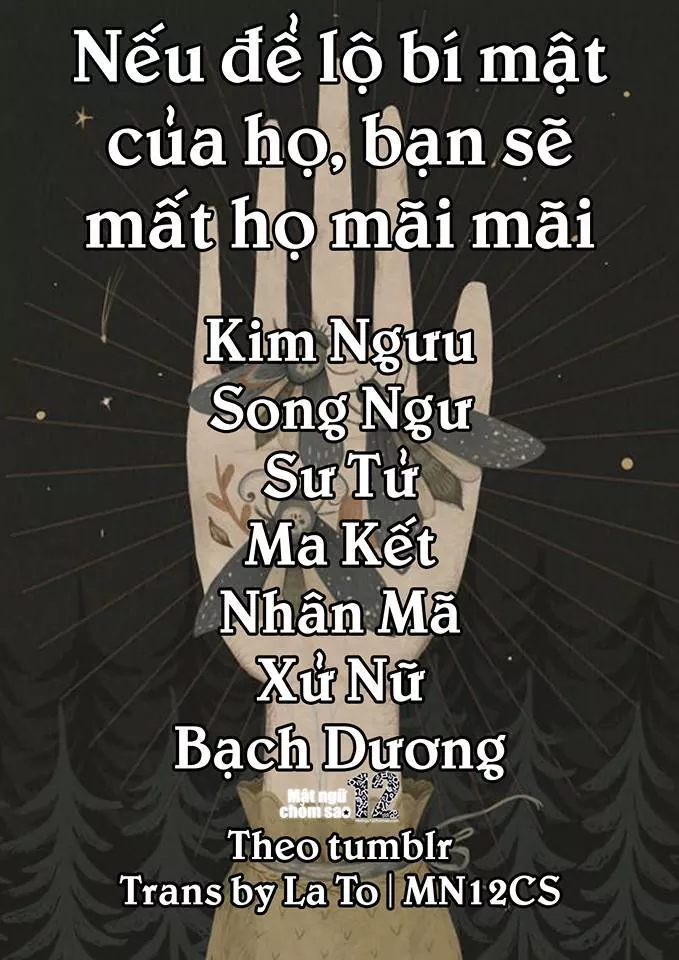 Nếu để lộ bí mật
của họ, bạn sẽ
mất họ mãi mãi
Kim Ngưu
Song Ngư
Sư Tử
Ma Kết
Nhân Mã
Xử Nữ
Bạch Dương
Mật ngữ 12
chòm sao
Theo tumblr
Trans by La To | MN12CS